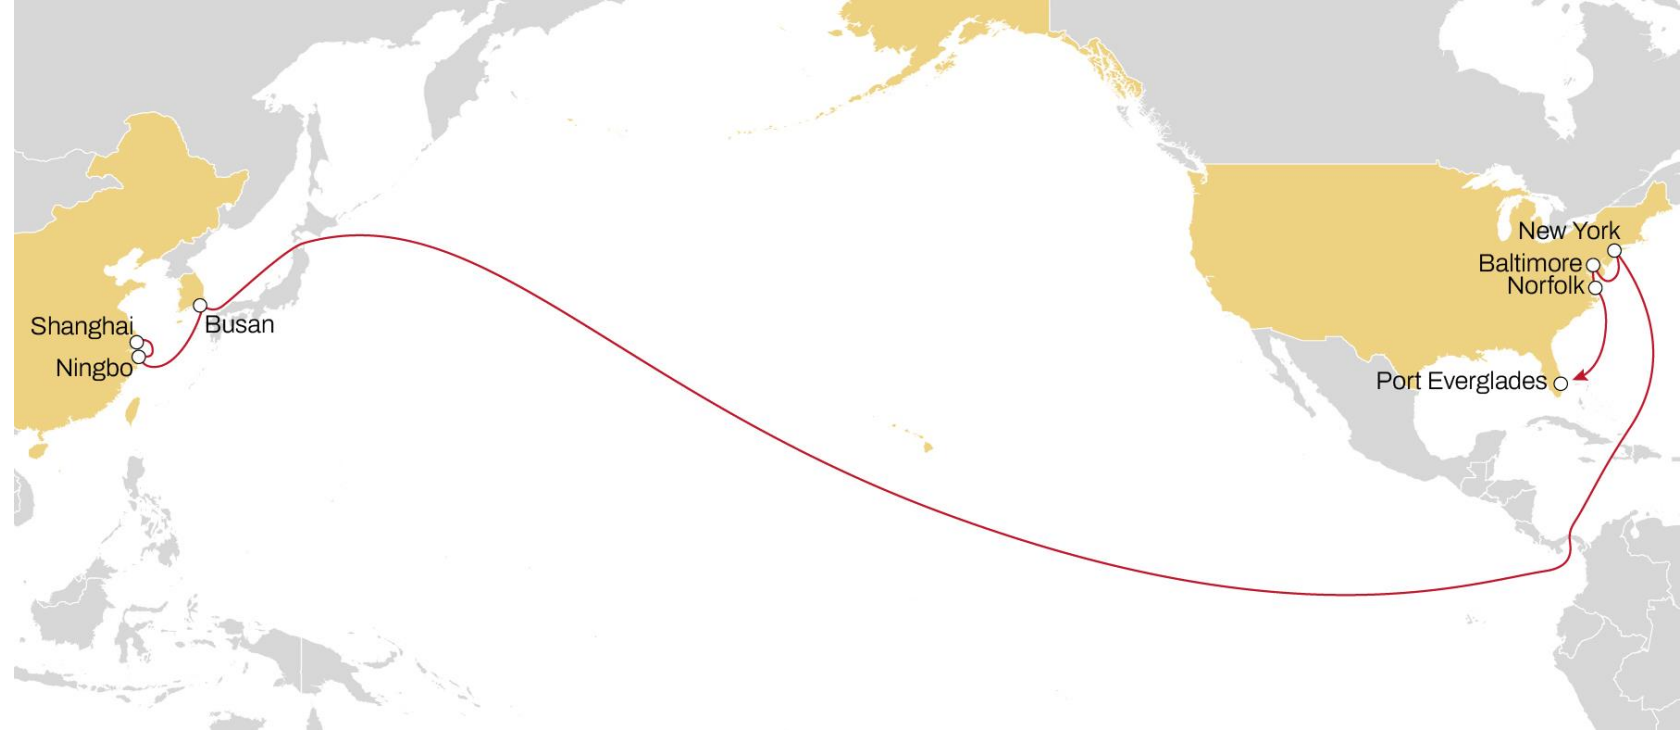 New York
Baltimore
Norfolk
Shanghai
Busan
Ningbo
Port Everglades